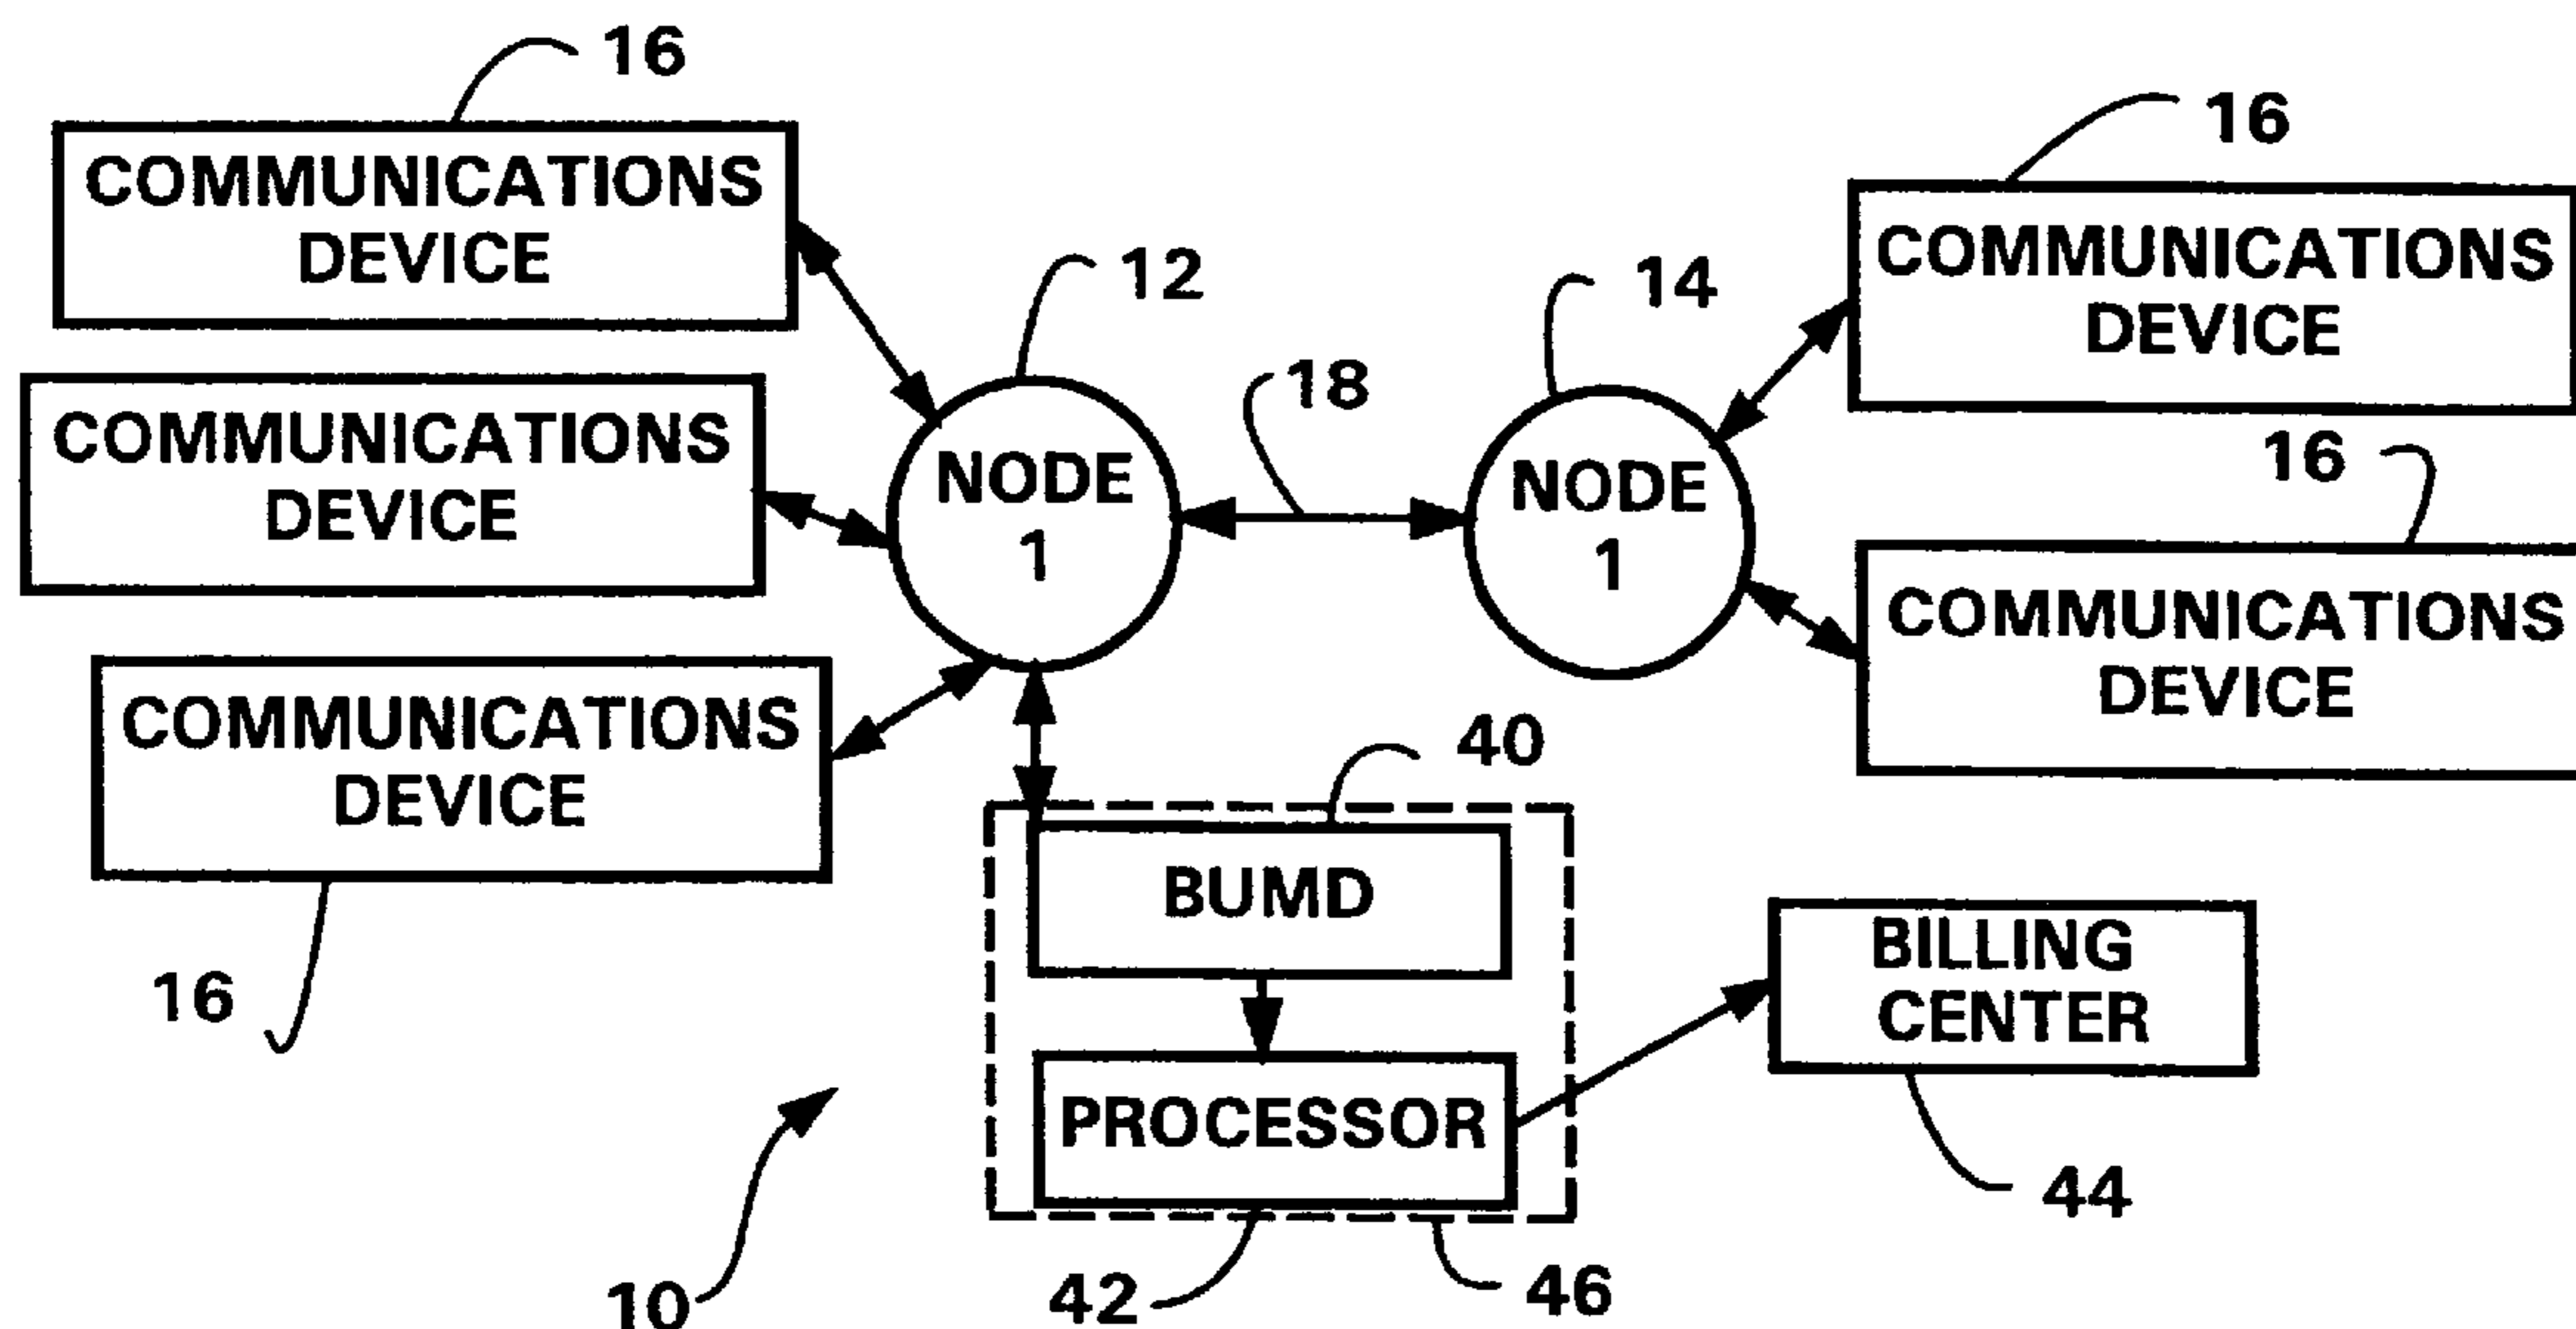 16
COMMUNICATIONS
DEVICE
16
COMMUNICATIONS
DEVICE
12
14
18
COMMUNICATIONS
DEVICE
NODE
1
NODE
1
16
COMMUNICATIONS
DEVICE
COMMUNICATIONS
DEVICE
16
40
BUMD
PROCESSOR
BILLING
CENTER
44
10
42
46